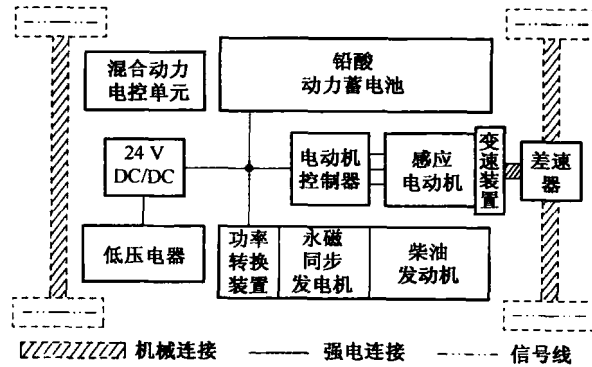 混合动力
电控单元
铅酸
动力蓄电池
24 V
DC/DC
电动机
控制器
感应
电动机
变速装置
差速
器
低压电器
功率
转换
装置
永磁
同步
发电机
柴油
发动机
机械连接
强电连接
信号线